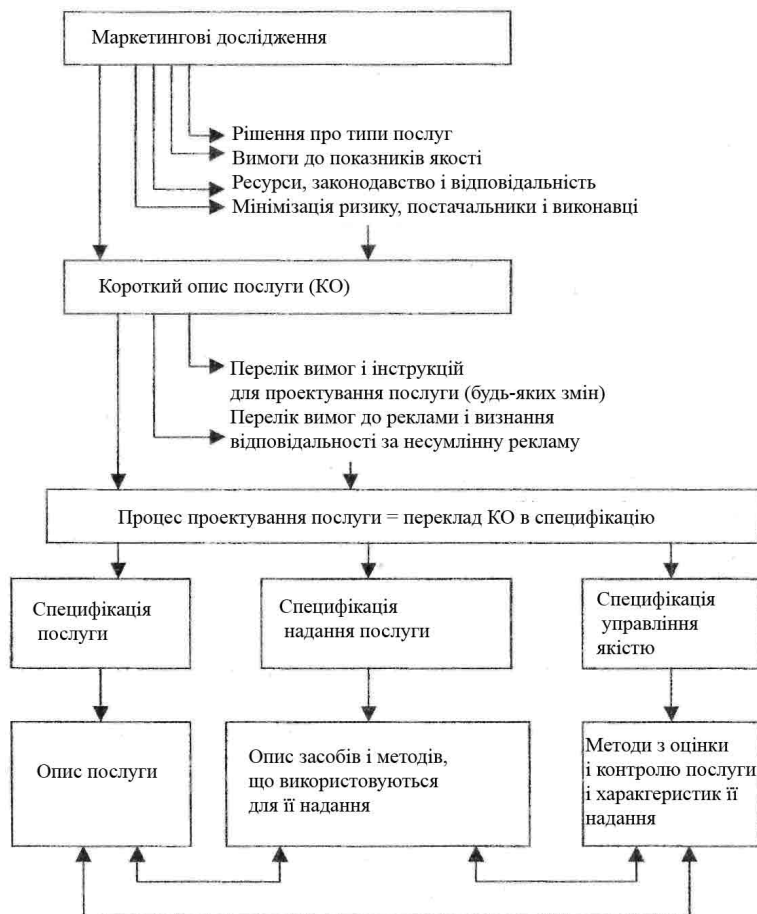 Маркетингові дослідження
Рішення про типи послуг
Вимоги до показників якості
Ресурси, законодавство і відповідальність
Мінімізація ризику, постачальники і виконавці
Короткий опис послуги (КО)
Перелік вимог і інструкцій
для проектування послуги (будь-яких змін)
Перелік вимог до реклами і визнання
відповідальності за несумлінну рекламу
Процес проектування послуги = переклад КО в специфікацію
Специфікація
послуги
Специфікація
надання послуги
Специфікація
управління
якістю
Опис послуги
Опис засобів і методів,
що використовуються
для її надання
Методи з оцінки
і контролю послуги
і харакгеристик її
надання